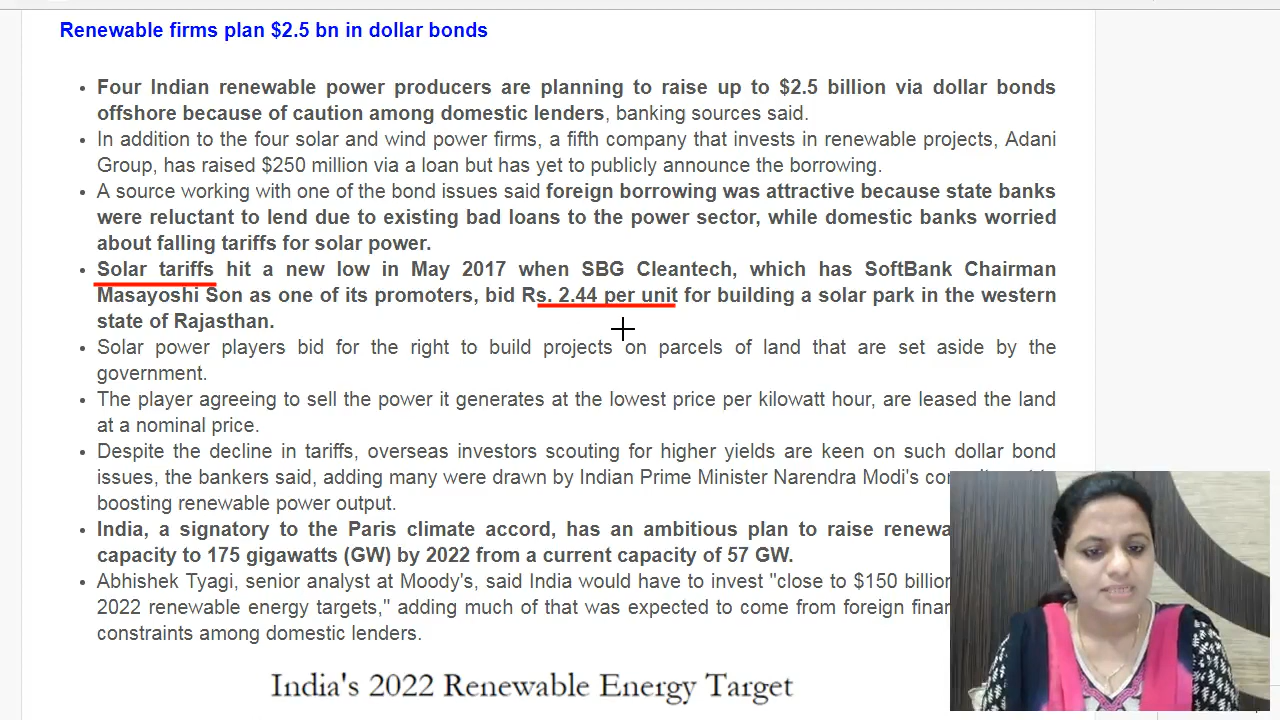 Renewable firms plan $2.5 bn in dollar bonds
Four Indian renewable power producers are planning to raise up to $2.5 billion via dollar bonds
offshore because of caution among domestic lenders, banking sources said.
In addition to the four solar and wind power firms, a fifth company that invests in renewable projects, Adani
Group, has raised $250 million via a loan but has yet to publicly announce the borrowing.
A source working with one of the bond issues said foreign borrowing was attractive because state banks
were reluctant to lend due to existing bad loans to the power sector, while domestic banks worried
about falling tariffs for solar power.
Solar tariffs hit a new low in May 2017 when SBG Cleantech, which has SoftBank Chairman
Masayoshi Son as one of its promoters, bid Rs. 2.44 per unit for building a solar park in the western
state of Rajasthan.
Solar power players bid for the right to build projects on parcels of land that are set aside by the
government.
The player agreeing to sell the power it generates at the lowest price per kilowatt hour, are leased the land
at a nominal price.
Despite the decline in tariffs, overseas investors scouting for higher yields are keen on such dollar bond
issues, the bankers said, adding many were drawn by Indian Prime Minister Narendra Modi's
boosting renewable power output.
India, a signatory to the Paris climate accord, has an ambitious plan to raise
capacity to 175 gigawatts (GW) by 2022 from a current capacity of 57 GW.
Abhishek Tyagi, senior analyst at Moody's, said India would have to invest "close to $150 billion
2022 renewable energy targets," adding much of that was expected to come from foreign
constraints among domestic lenders.
India's 2022 Renewable Energy Target